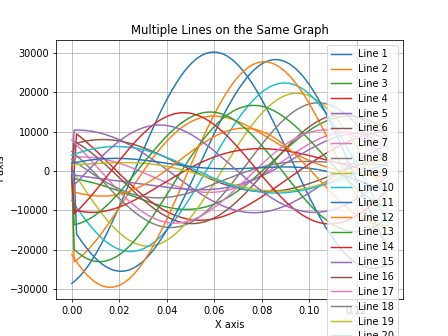 Multiple Lines on the Same Graph
30000
20000
10000
0
−10000
−20000
−30000
0.00
0.02
0.04
0.06
0.08
0.10
X axis
Line 1
Line 2
Line 3
Line 4
Line 5
Line 6
Line 7
Line 8
Line 9
Line 10
Line 11
Line 12
Line 13
Line 14
Line 15
Line 16
Line 17
Line 18
Line 19
Line 20